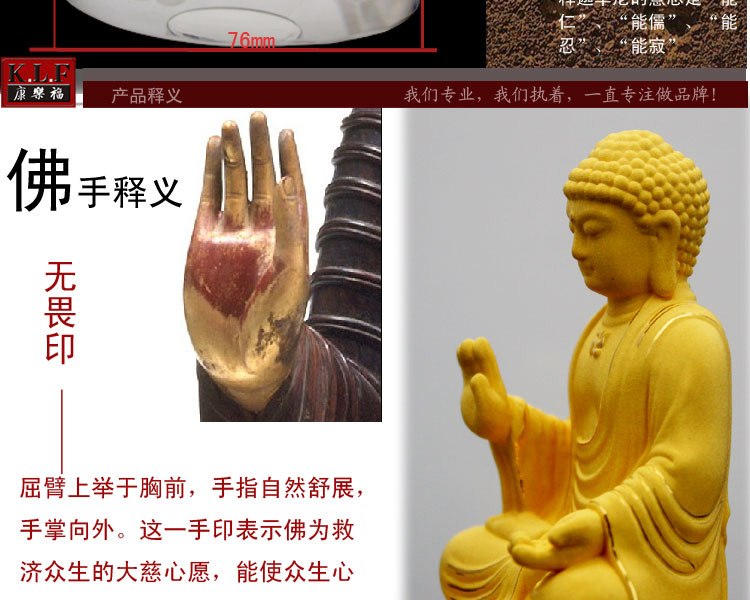 76mm
仁”、“能儒”、“能
忍”、“能寂”
K.L.F
康樂福
产品释义
我们专业，我们执着，一直专注做品牌！
佛手释义
无畏印
屈臂上举于胸前，手指自然舒展，
手掌向外。这一手印表示佛为救
济众生的大慈心愿，能使众生心